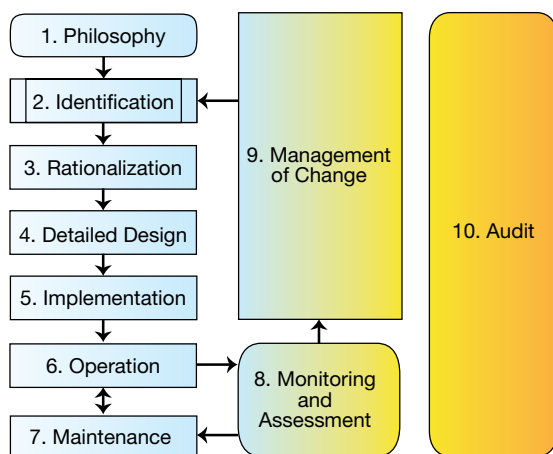 1. Philosophy
2. Identification
3. Rationalization
4. Detailed Design
5. Implementation
6. Operation
7. Maintenance
8. Monitoring
and
Assessment
9. Management
of Change
10. Audit